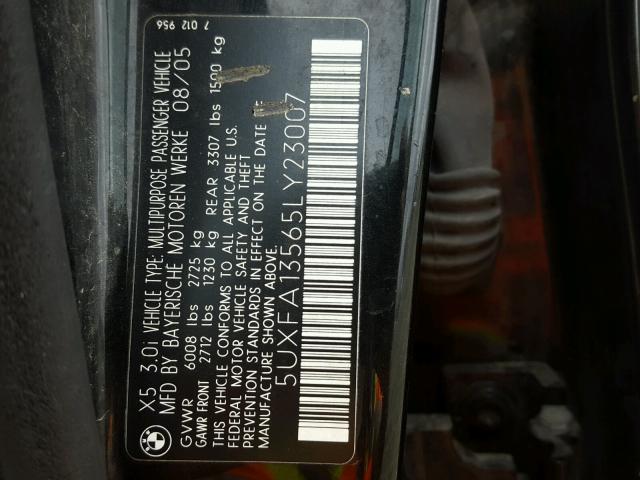 X5 3.0i VEHICLE TYPE: MULTIPURPOSE PASSENGER VEHICLE
MFD BY BAYERISCHE MOTOREN WERKE 08/05
GVWR 6008 lbs 2725 kg
GAWR FRONT 2712 lbs 1230 kg REAR 3307 lbs 1500 kg
THIS VEHICLE CONFORMS TO ALL APPLICABLE U.S.
FEDERAL MOTOR VEHICLE SAFETY AND THEFT
PREVENTION STANDARDS IN EFFECT ON THE DATE OF
MANUFACTURE SHOWN ABOVE.
5UXFA13565LY23007
7 012 956
BMW